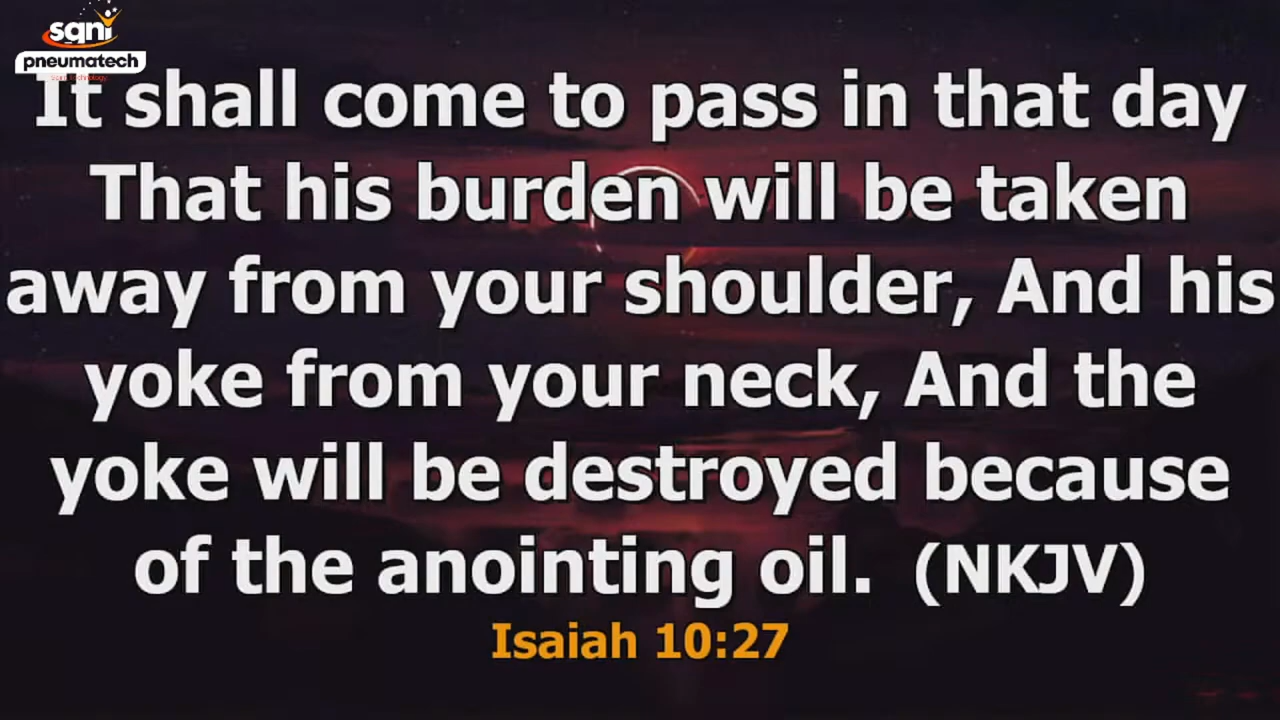 sqni
pneumatech
It shall come to pass in that day
That his burden will be taken
away from your shoulder, And his
yoke from your neck, And the
yoke will be destroyed because
of the anointing oil. (NKJV)
Isaiah 10:27